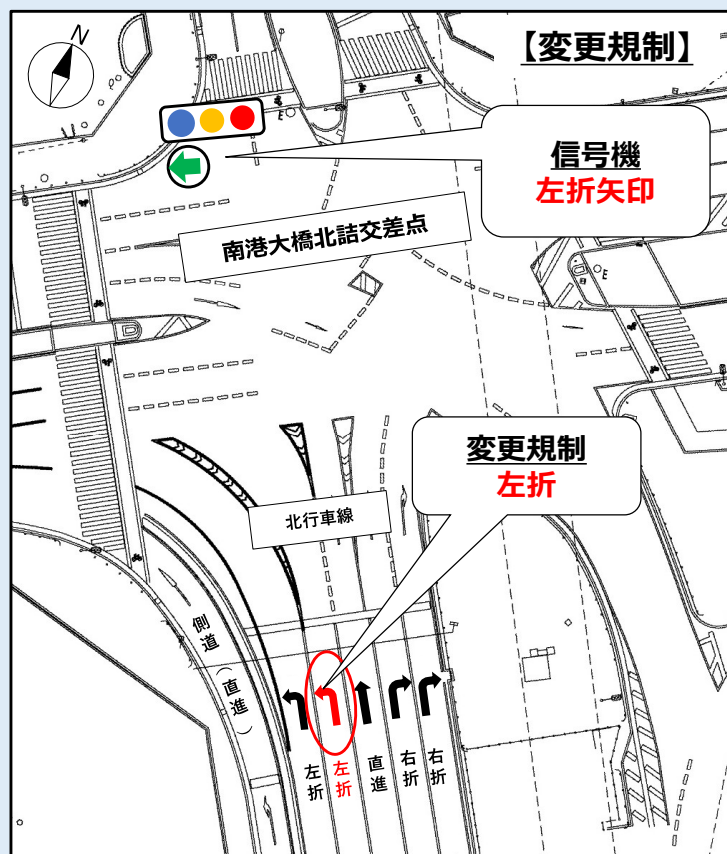 N
【変更規制】
信号機
左折矢印
E
南港大橋北詰交差点
E
変更規制
左折
北行車線
側道(直進)
左折
左折
直進
右折
右折